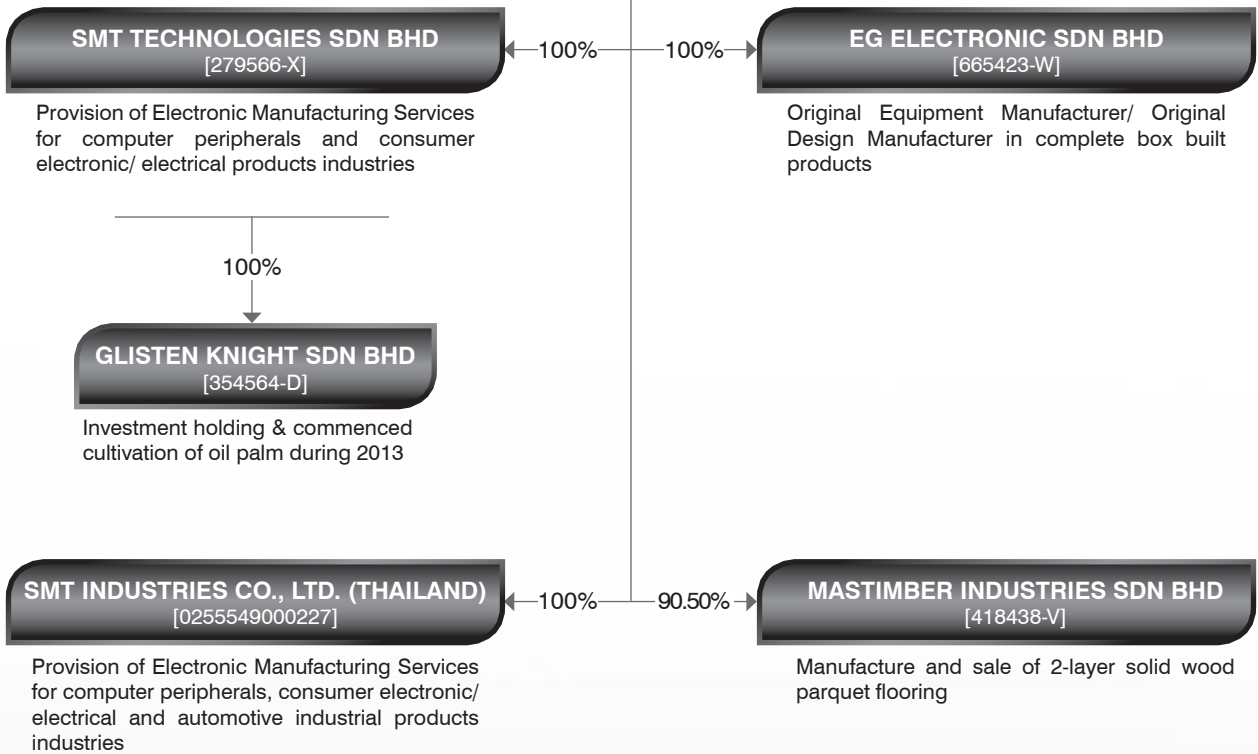 SMT TECHNOLOGIES SDN BHD
[279566-X]
100%
100%
EG ELECTRONIC SDN BHD
[665423-W]
Provision of Electronic Manufacturing Services
for computer peripherals and consumer
electronic/ electrical products industries
Original Equipment Manufacturer/ Original
Design Manufacturer in complete box built
products
100%
GLISTEN KNIGHT SDN BHD
[354564-D]
Investment holding & commenced
cultivation of oil palm during 2013
SMT INDUSTRIES CO., LTD. (THAILAND)
[0255549000227]
100%
90.50%
MASTIMBER INDUSTRIES SDN BHD
[418438-V]
Provision of Electronic Manufacturing Services
for computer peripherals, consumer electronic/
electrical and automotive industrial products
industries
Manufacture and sale of 2-layer solid wood
parquet flooring